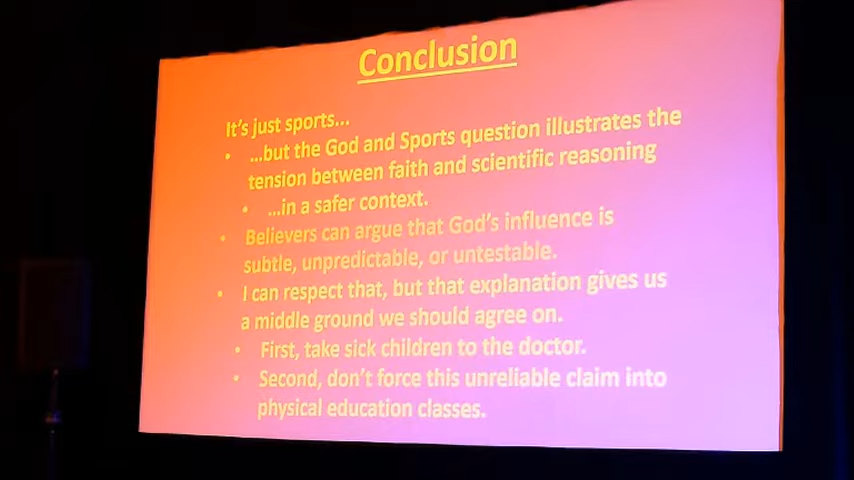 Conclusion
It's just sports...
• ...but the God and Sports question illustrates the
tension between faith and scientific reasoning
• ...in a safer context.
• Believers can argue that God's influence is
subtle, unpredictable, or untestable.
• I can respect that, but that explanation gives us
a middle ground we should agree on.
• First, take sick children to the doctor.
• Second, don't force this unreliable claim into
physical education classes.